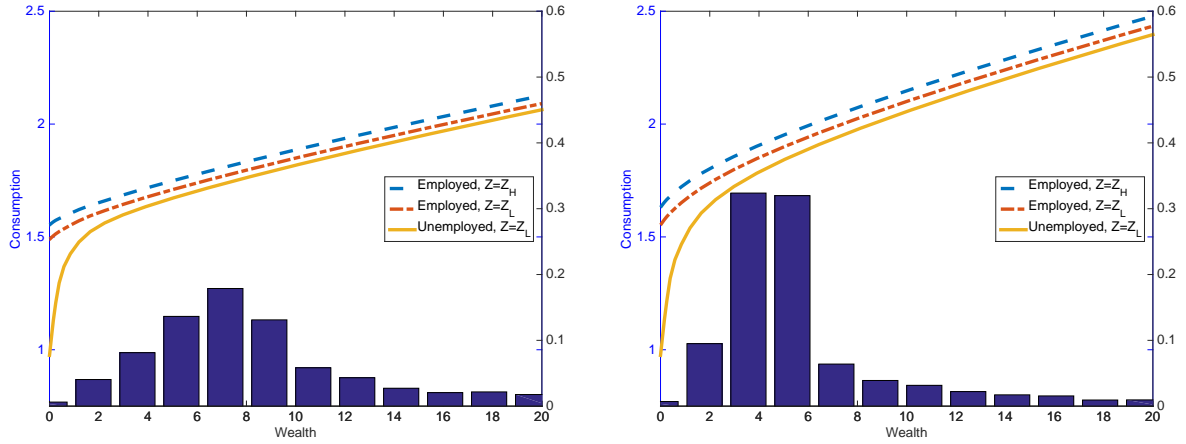 2.5
2
1.5
1
Consumption
0.6
0.5
0.4
0.3
0.2
0.1
0
0 2 4 6 8 10 12 14 16 18 20
Wealth
Employed, Z=Z_H
Employed, Z=Z_L
Unemployed, Z=Z_L
2.5
2
1.5
1
Consumption
0.6
0.5
0.4
0.3
0.2
0.1
0
0 2 4 6 8 10 12 14 16 18 20
Wealth
Employed, Z=Z_H
Employed, Z=Z_L
Unemployed, Z=Z_L